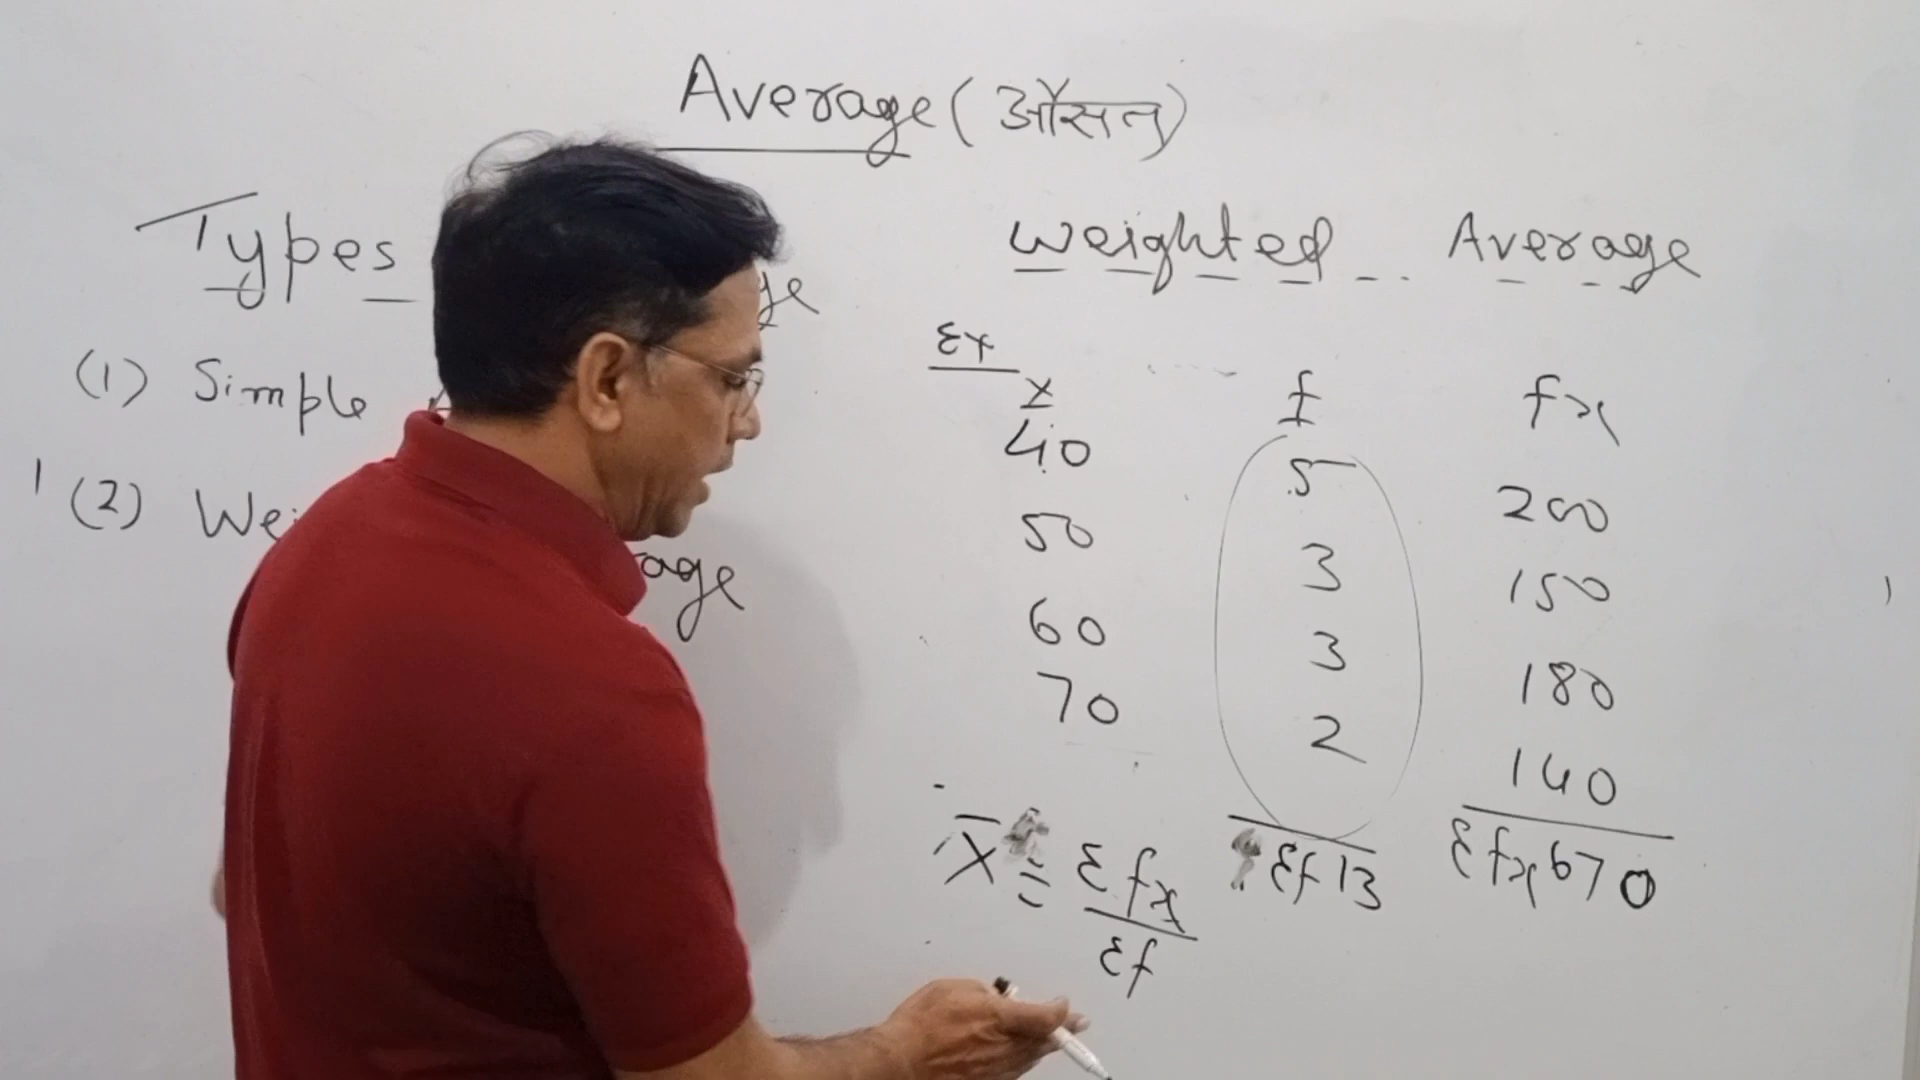 Average (औसत)
Types
(1) Simple
(2) We
Weighted Average
Ex
x f fx
40 5 200
50 3 150
60 3 180
70 2 140
X̄ = Σfx / Σf
Σf 13
Σfx 670